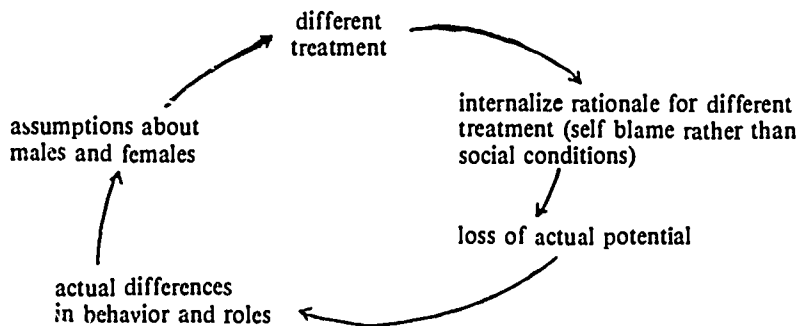 different
treatment
internalize rationale for different
treatment (self blame rather than
social conditions)
assumptions about
males and females
loss of actual potential
actual differences
in behavior and roles